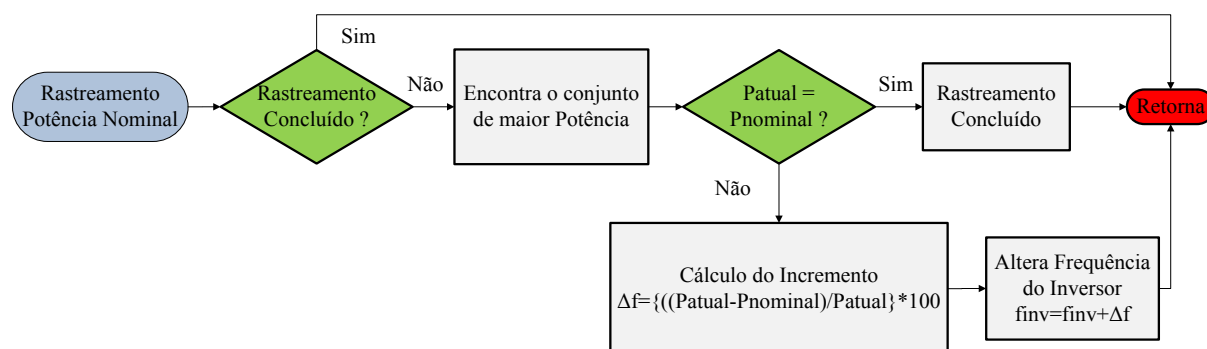 Sim
Rastreamento
Potência Nominal
Rastreamento
Concluído ?
Não
Encontra o conjunto
de maior Potência
Patual =
Pnominal ?
Sim
Rastreamento
Concluído
Retorna
Não
Cálculo do Incremento
Δf={((Patual-Pnominal)/Patual}*100
Altera Frequência
do Inversor
finv=finv+Δf